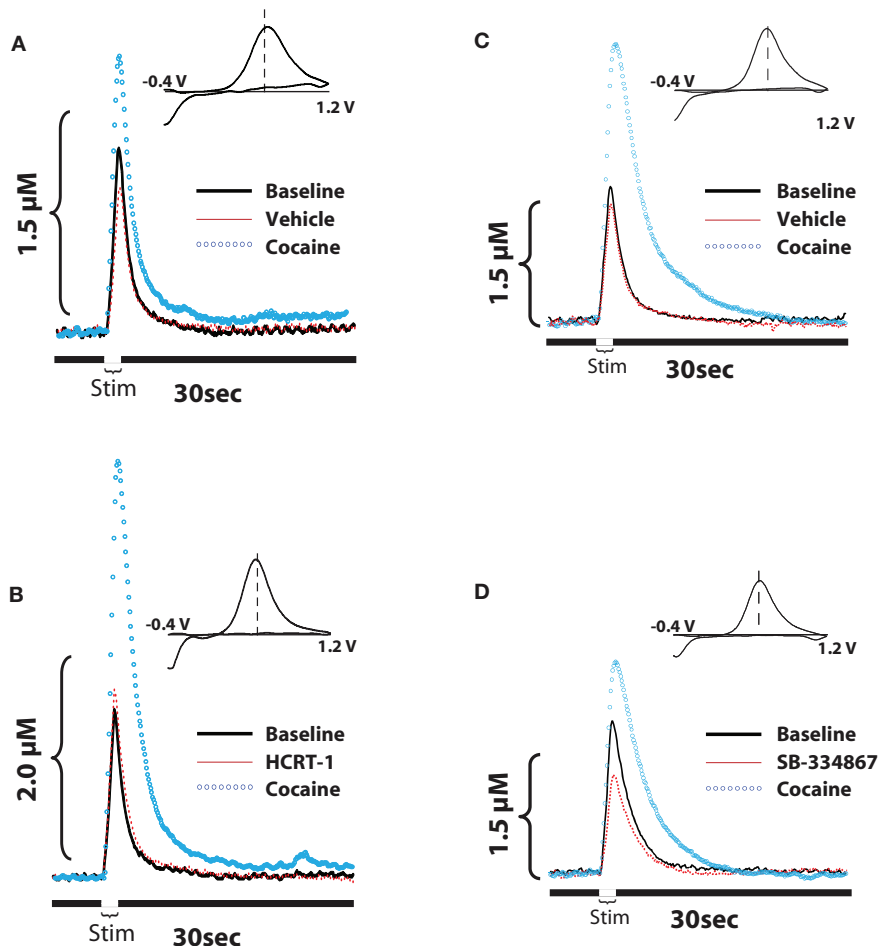 A
-0.4 V
1.2 V
1.5 µM
Baseline
Vehicle
Cocaine
Stim
30sec
C
-0.4 V
1.2 V
1.5 µM
Baseline
Vehicle
Cocaine
Stim
30sec
B
-0.4 V
1.2 V
2.0 µM
Baseline
HCRT-1
Cocaine
Stim
30sec
D
-0.4 V
1.2 V
1.5 µM
Baseline
SB-334867
Cocaine
Stim
30sec